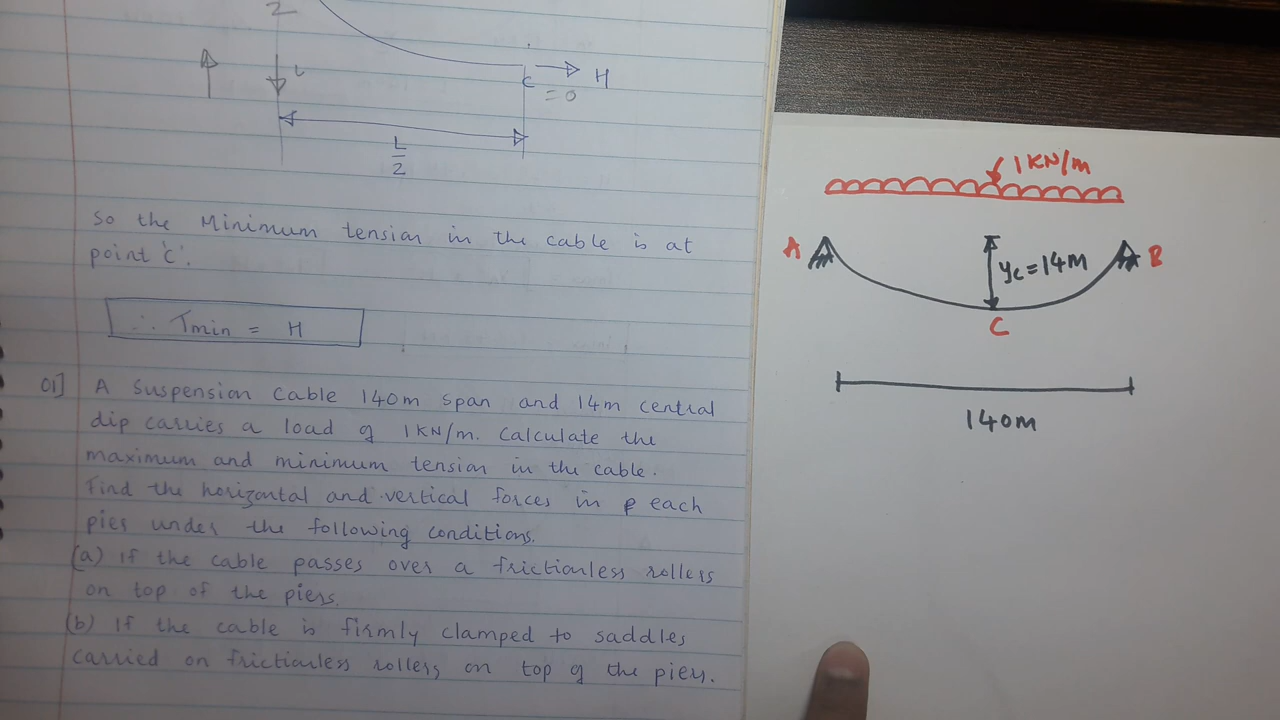 C
H
= 0
L
2
So the Minimum tension in the cable is at
point 'C'.
∴ Tmin = H
01] A suspension cable 140m span and 14m central
dip carries a load of 1KN/m. Calculate the
maximum and minimum tension in the cable.
Find the horizontal and vertical forces in each
pier under the following conditions.
(a) If the cable passes over a frictionless rollers
on top of the piers.
(b) If the cable is firmly clamped to saddles
carried on frictionless rollers on top of the piers.
1KN/m
A
yc = 14M
B
C
140M